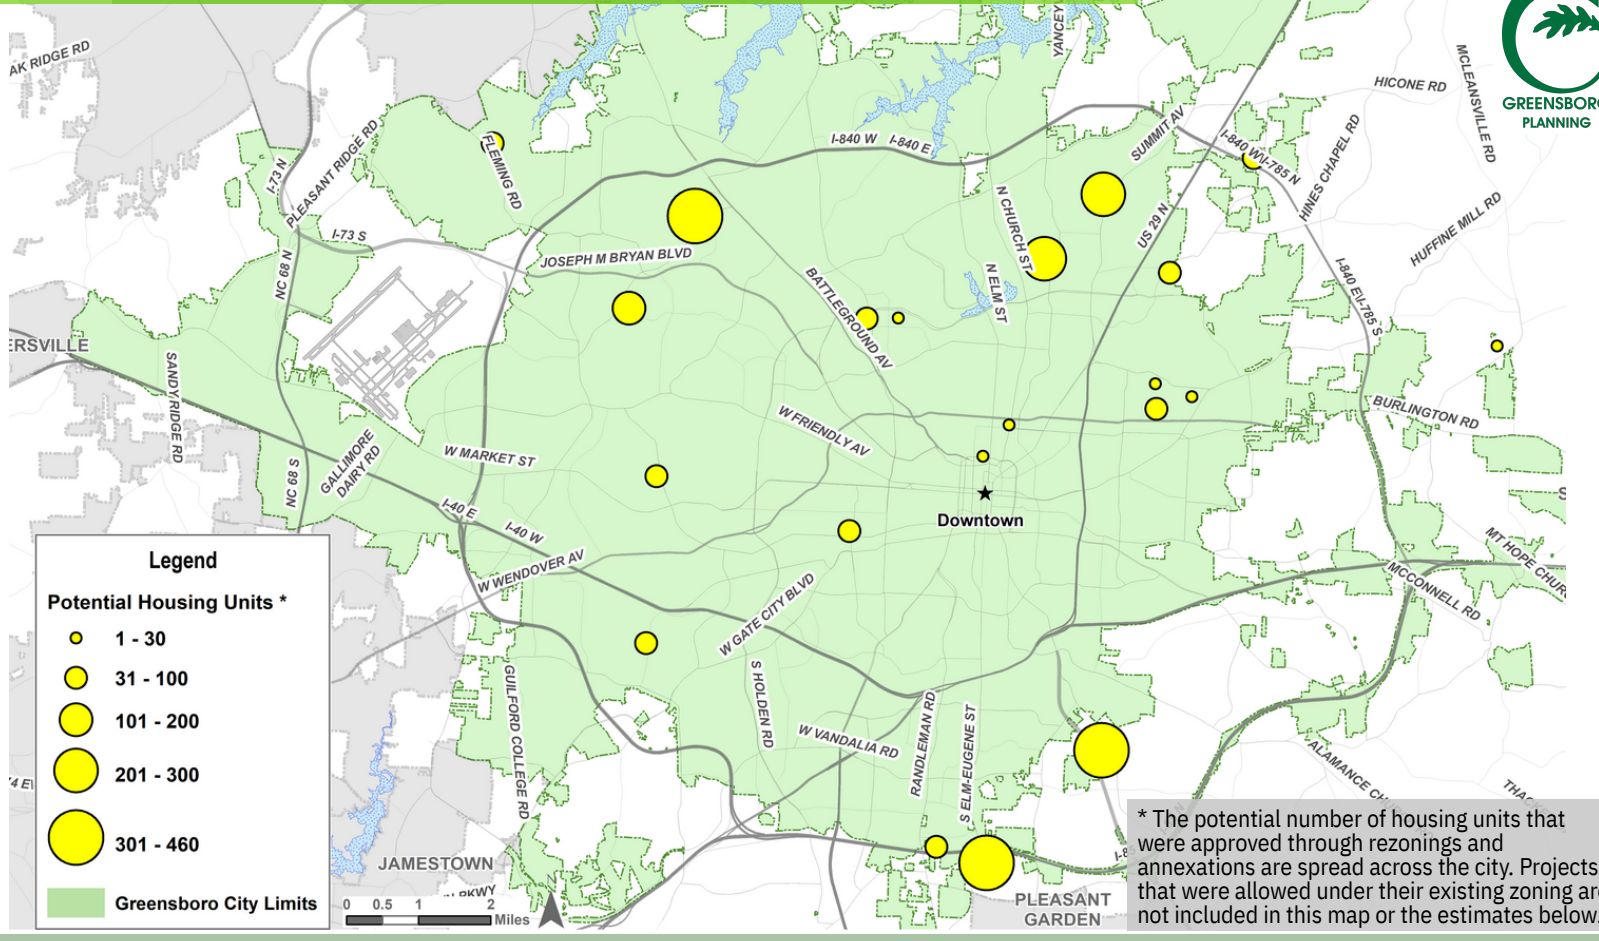 AK RIDGE RD
YANCEY
HICONE RD
MCLEANSVILLE RD
GREENSBORO
PLANNING
SUMMIT AV
I-840 W
I-840 E
I-840 W\I-785 N
HINES CHAPEL RD
FLEMING RD
PLEASANT RIDGE RD
I-73 N
I-73 S
NC 68 N
JOSEPH M BRYAN BLVD
N CHURCH ST
US 29 N
HUFFINE MILL RD
BATTLEGROUND AV
N ELM ST
I-840 E\I-785 S
ERSVILLE
SANDY RIDGE RD
W FRIENDLY AV
BURLINGTON RD
W MARKET ST
GALLIMORE
DAIRY RD
NC 68 S
I-40 E
I-40 W
Downtown
W WENDOVER AV
W GATE CITY BLVD
MT HOPE CHUR
MCCONNELL RD
Legend
Potential Housing Units *
1 - 30
31 - 100
101 - 200
201 - 300
301 - 460
Greensboro City Limits
GUILFORD COLLEGE RD
S HOLDEN RD
W VANDALIA RD
RANDLEMAN RD
S ELM-EUGENE ST
ALAMANCE CHU
JAMESTOWN
PKWY
0 0.5 1 2
Miles
PLEASANT
GARDEN
* The potential number of housing units that
were approved through rezonings and
annexations are spread across the city. Projects
that were allowed under their existing zoning are
not included in this map or the estimates below.